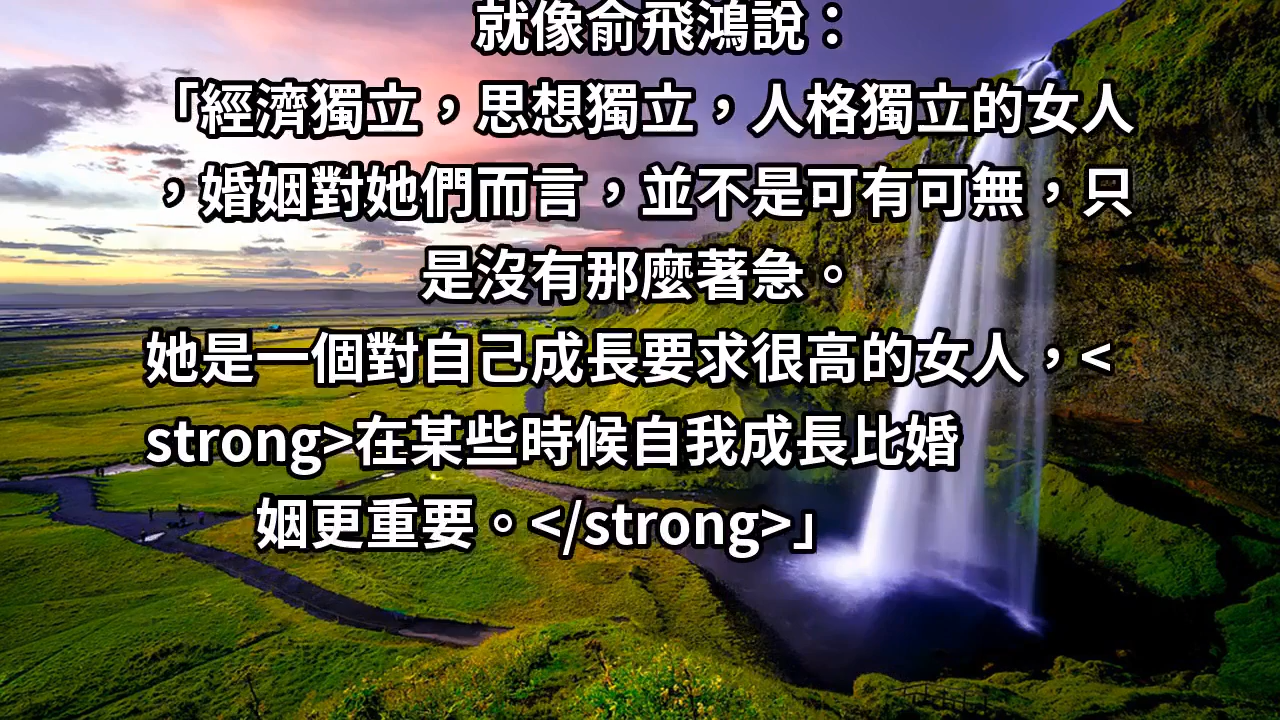 就像俞飛鴻說：
「經濟獨立，思想獨立，人格獨立的女人
，婚姻對她們而言，並不是可有可無，只
是沒有那麼著急。
她是一個對自己成長要求很高的女人，<
strong>在某些時候自我成長比婚
姻更重要。</strong>」